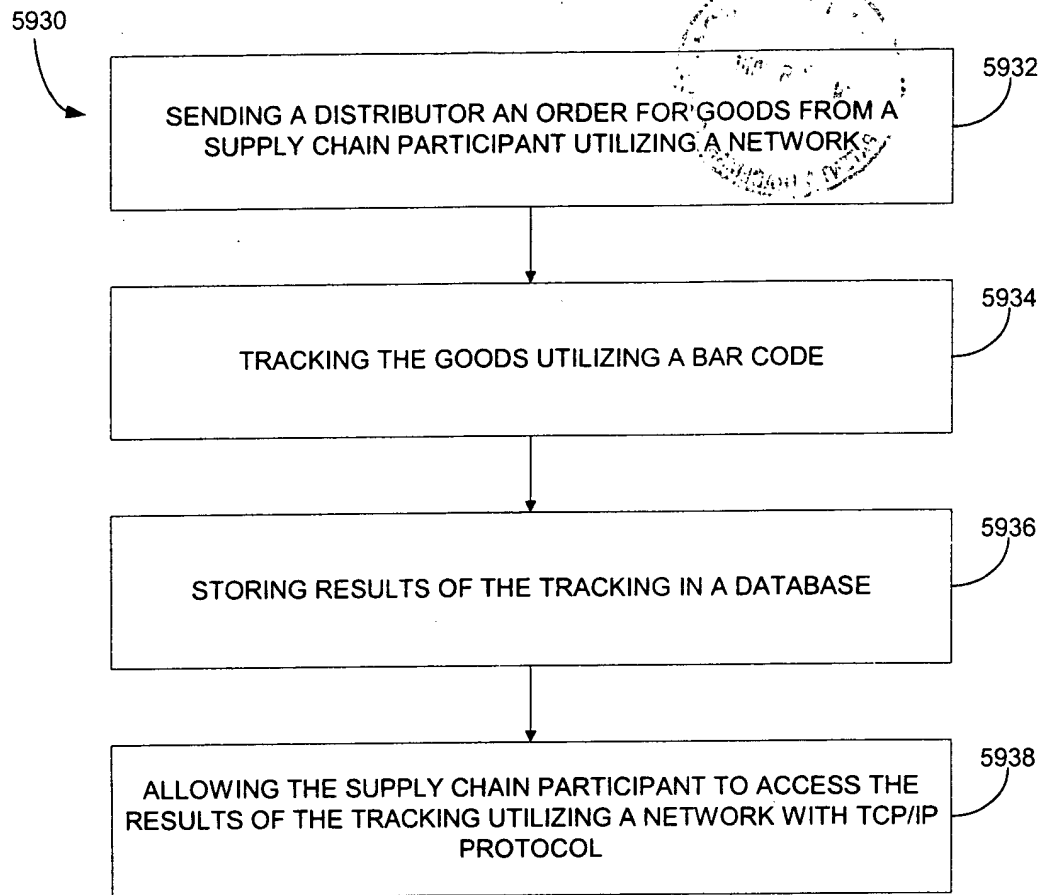 5930
5932
SENDING A DISTRIBUTOR AN ORDER FOR GOODS FROM A
SUPPLY CHAIN PARTICIPANT UTILIZING A NETWORK
5934
TRACKING THE GOODS UTILIZING A BAR CODE
5936
STORING RESULTS OF THE TRACKING IN A DATABASE
5938
ALLOWING THE SUPPLY CHAIN PARTICIPANT TO ACCESS THE
RESULTS OF THE TRACKING UTILIZING A NETWORK WITH TCP/IP
PROTOCOL